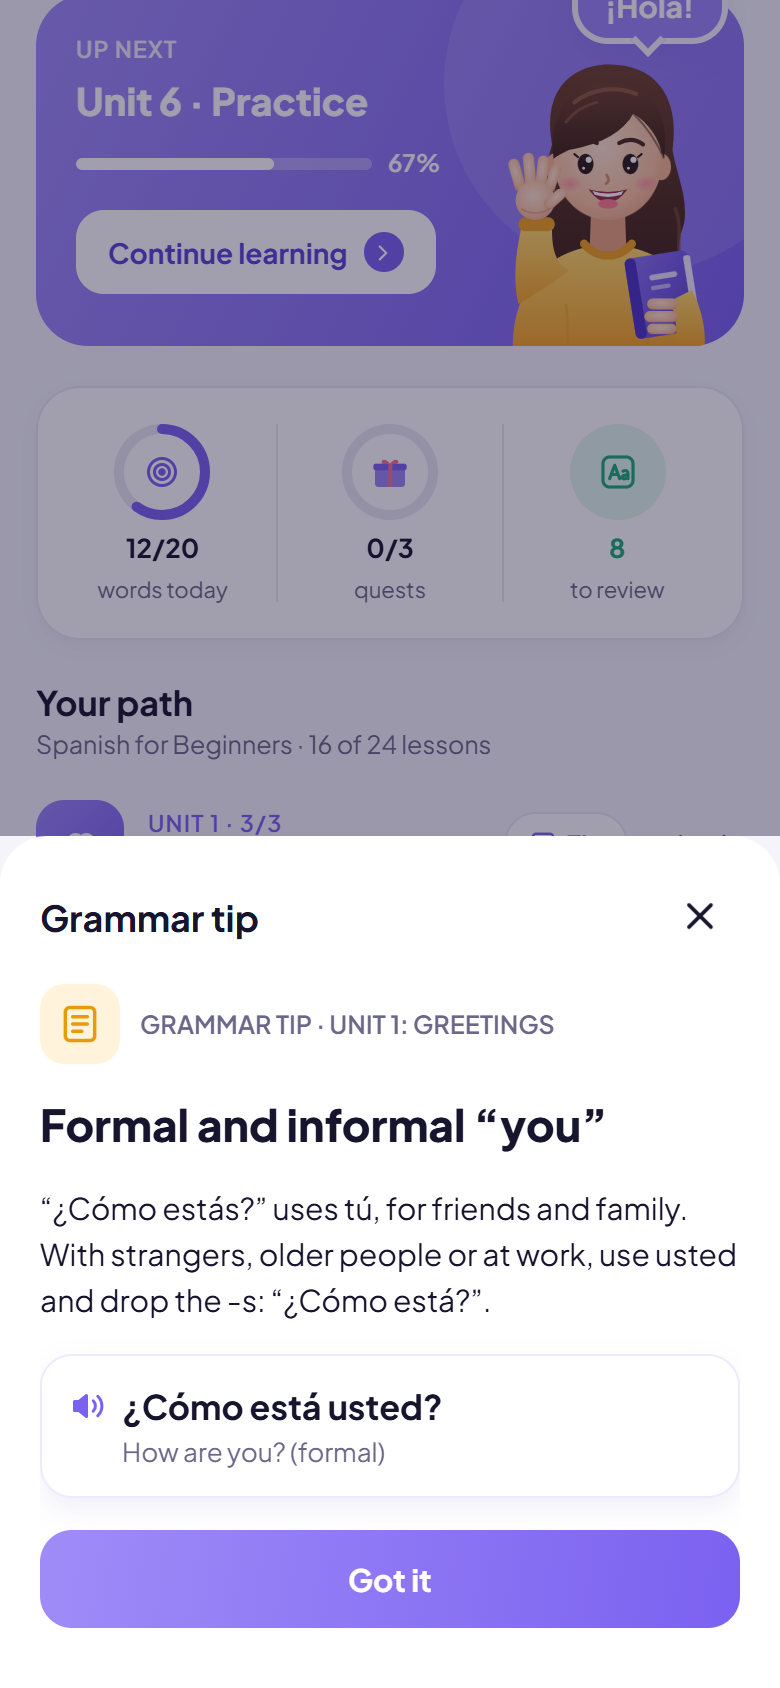 ¡Hola!
UP NEXT
Unit 6 · Practice
67%
Continue learning
Aa
12/20
words today
0/3
quests
8
to review
Your path
Spanish for Beginners · 16 of 24 lessons
UNIT 1 · 3/3
Grammar tip
GRAMMAR TIP · UNIT 1: GREETINGS
Formal and informal “you”
“¿Cómo estás?” uses tú, for friends and family.
With strangers, older people or at work, use usted
and drop the -s: “¿Cómo está?”.
¿Cómo está usted?
How are you? (formal)
Got it